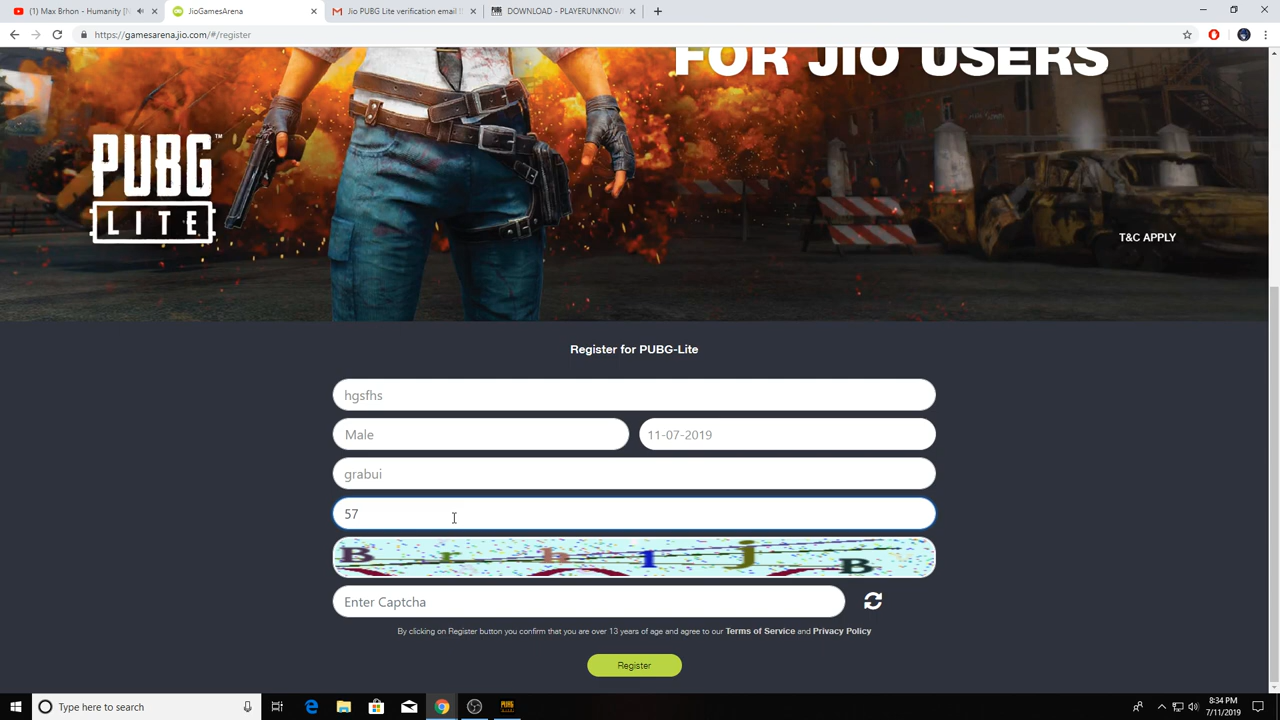 (1) Max Brhon - Humanity [N
JioGamesArena
Jio PUBG Lite verification email t
DOWNLOAD - PLAYERUNKNOW
https://gamesarena.jio.com/#/register
FOR JIO USERS
PUBG™
LITE
T&C APPLY
Register for PUBG-Lite
hgsfhs
Male
11-07-2019
grabui
57
Enter Captcha
By clicking on Register button you confirm that you are over 13 years of age and agree to our Terms of Service and Privacy Policy
Register
Type here to search
8:34 PM
7/11/2019